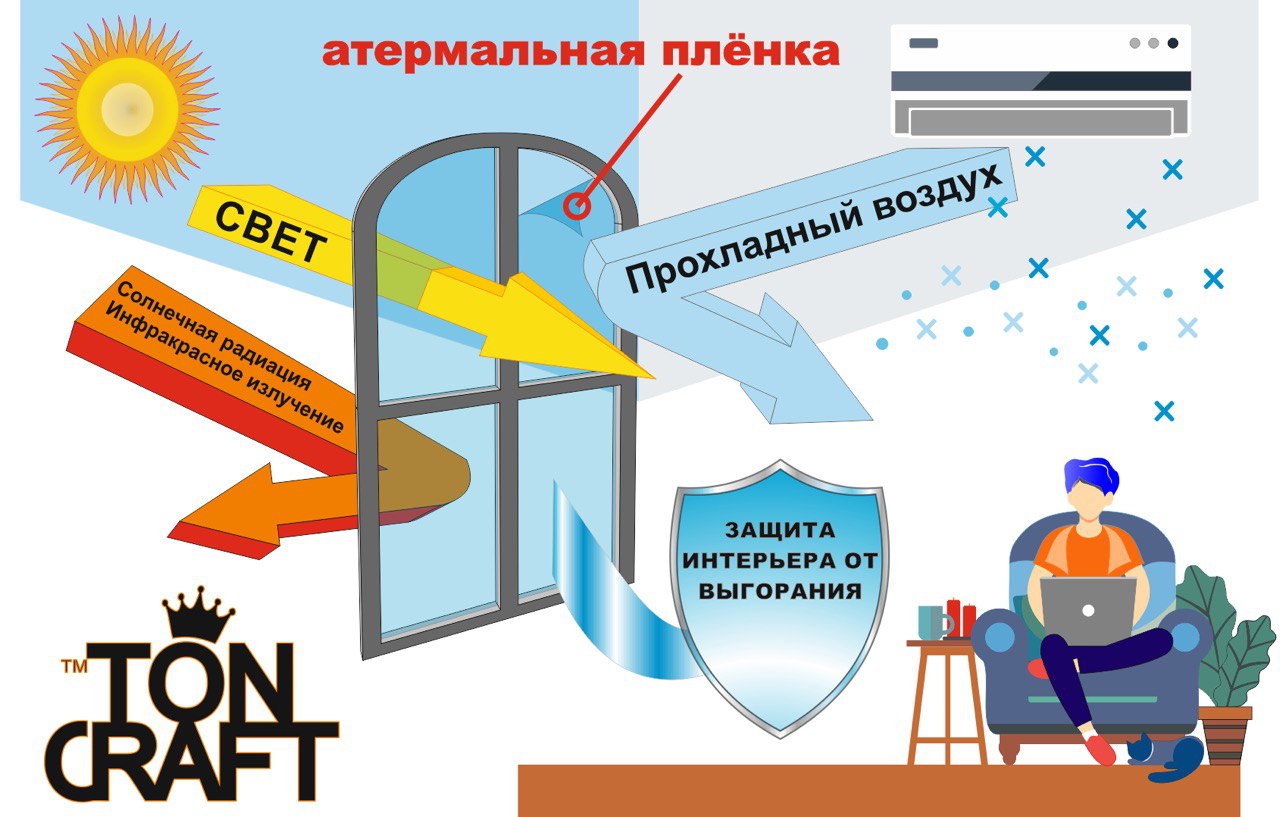 атермальная плёнка
СВЕТ
Прохладный воздух
Солнечная радиация
Инфракрасное излучение
ЗАЩИТА
ИНТЕРЬЕРА ОТ
ВЫГОРАНИЯ
TM
TON
CRAFT